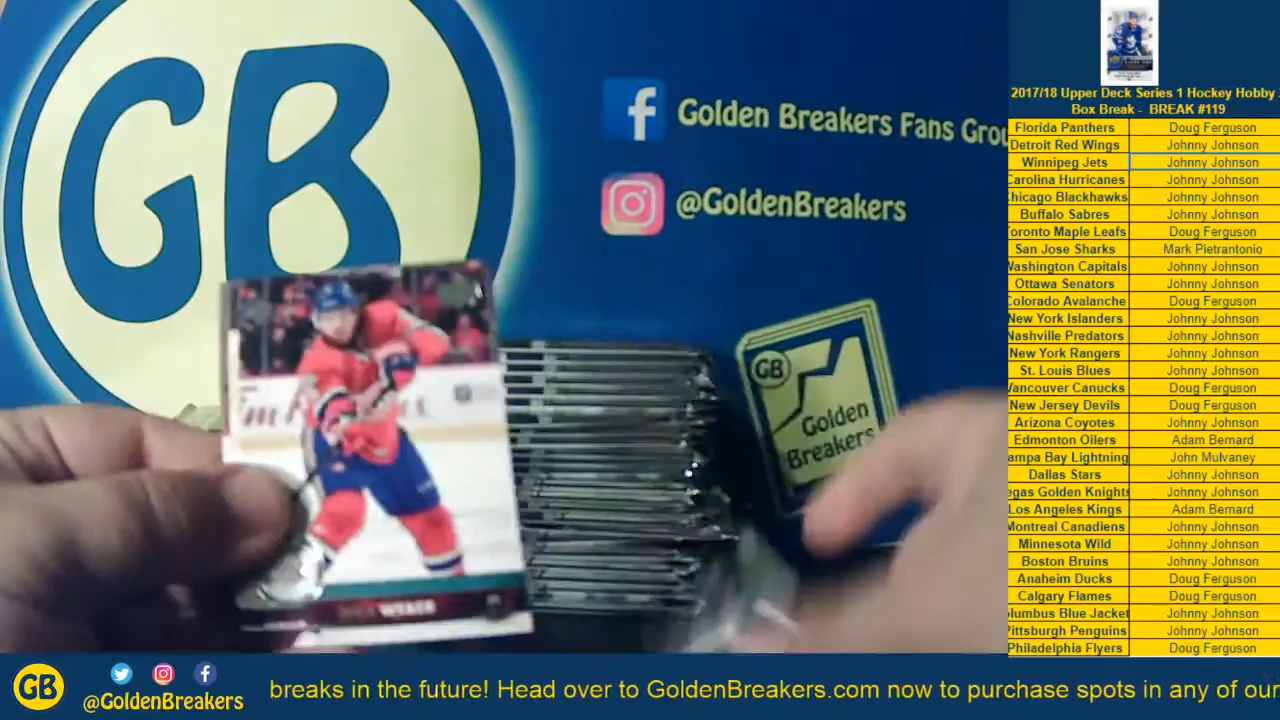 GB
Golden Breakers Fans Grou
@GoldenBreakers
GB
Golden
Breakers
WEBER
2017/18 Upper Deck Series 1 Hockey Hobby
Box Break - BREAK #119
Florida Panthers Doug Ferguson
Detroit Red Wings Johnny Johnson
Winnipeg Jets Johnny Johnson
Carolina Hurricanes Johnny Johnson
Chicago Blackhawks Johnny Johnson
Buffalo Sabres Johnny Johnson
Toronto Maple Leafs Doug Ferguson
San Jose Sharks Mark Pietrantonio
Washington Capitals Johnny Johnson
Ottawa Senators Johnny Johnson
Colorado Avalanche Doug Ferguson
New York Islanders Johnny Johnson
Nashville Predators Johnny Johnson
New York Rangers Johnny Johnson
St. Louis Blues Johnny Johnson
Vancouver Canucks Doug Ferguson
New Jersey Devils Doug Ferguson
Arizona Coyotes Johnny Johnson
Edmonton Oilers Adam Bernard
ampa Bay Lightning John Mulvaney
Dallas Stars Johnny Johnson
egas Golden Knights Johnny Johnson
Los Angeles Kings Adam Bernard
Montreal Canadiens Johnny Johnson
Minnesota Wild Johnny Johnson
Boston Bruins Johnny Johnson
Anaheim Ducks Doug Ferguson
Calgary Flames Doug Ferguson
olumbus Blue Jacket Johnny Johnson
Pittsburgh Penguins Johnny Johnson
Philadelphia Flyers Doug Ferguson
GB
@GoldenBreakers
breaks in the future! Head over to GoldenBreakers.com now to purchase spots in any of our